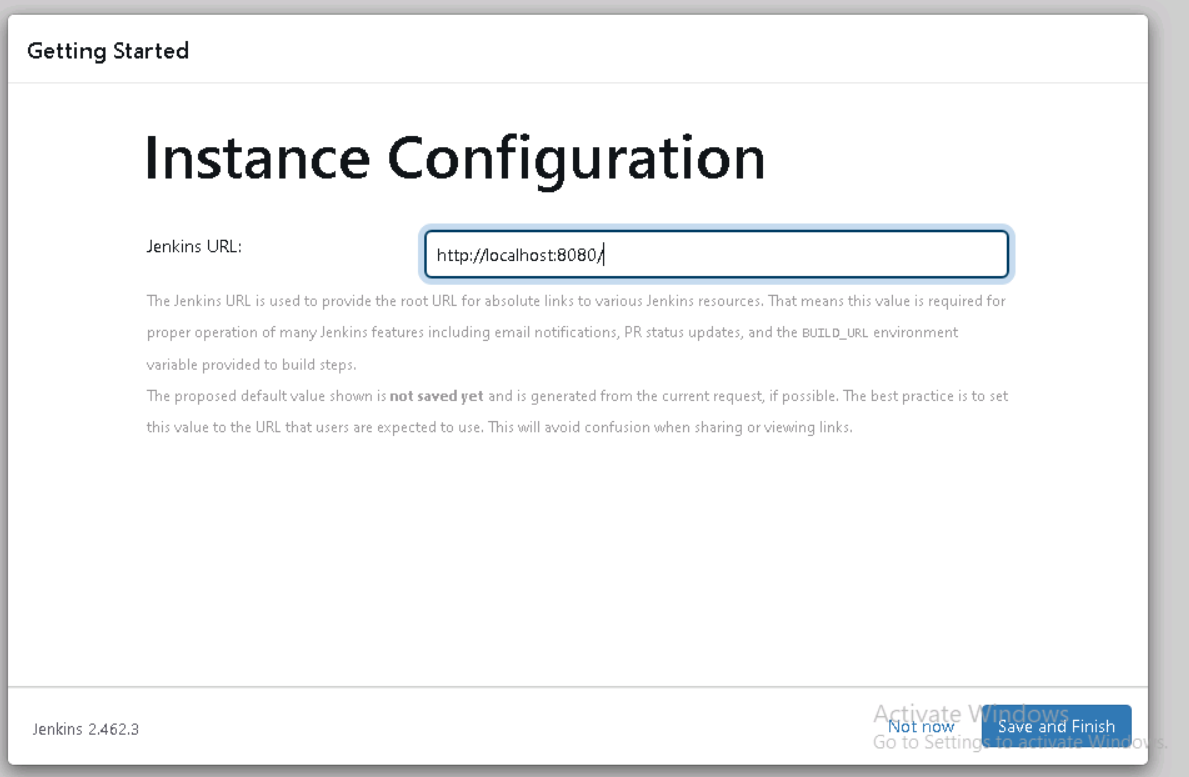 Getting Started
Instance Configuration
Jenkins URL:
http://localhost:8080/
The Jenkins URL is used to provide the root URL for absolute links to various Jenkins resources. That means this value is required for
proper operation of many Jenkins features including email notifications, PR status updates, and the BUILD_URL environment
variable provided to build steps.
The proposed default value shown is not saved yet and is generated from the current request, if possible. The best practice is to set
this value to the URL that users are expected to use. This will avoid confusion when sharing or viewing links.
Jenkins 2.462.3
Not now
Save and Finish
Activate Windows
Go to Settings to activate Windows.